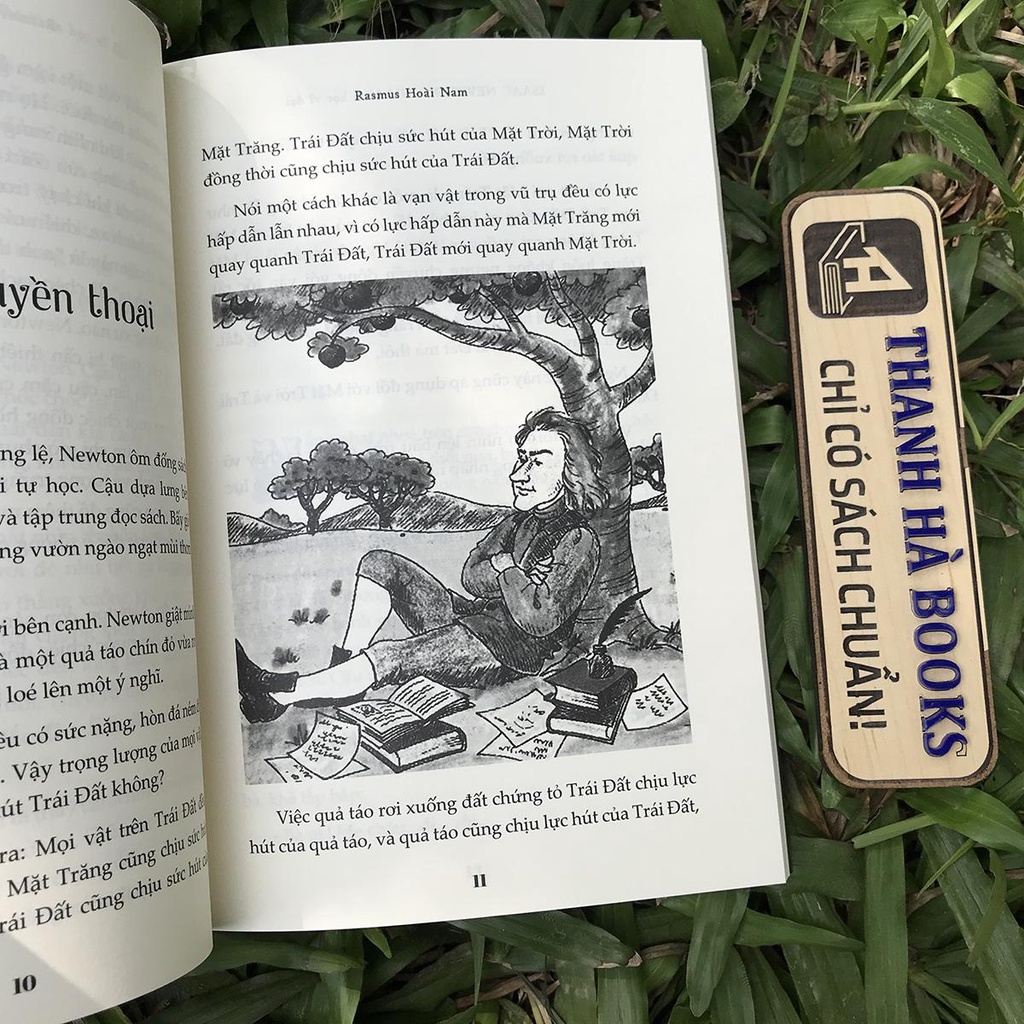 uyền thoại
ng lệ, Newton ôm đống sách
i tự học. Cậu dựa lưng
và tập trung đọc sách. Bấy
ng vườn ngào ngạt mùi
i bên cạnh. Newton giật
à một quả táo chín đỏ vừa
loé lên một ý nghĩ.
ều có sức nặng, hòn đá ném
. Vậy trọng lượng của mọi
hút Trái Đất không?
ra: Mọi vật trên Trái Đất
Mặt Trăng cũng chịu sức
rái Đất cũng chịu sức hút
10
Rasmus Hoài Nam
Mặt Trăng. Trái Đất chịu sức hút của Mặt Trời, Mặt Trời
đồng thời cũng chịu sức hút của Trái Đất.
Nói một cách khác là vạn vật trong vũ trụ đều có lực
hấp dẫn lẫn nhau, vì có lực hấp dẫn này mà Mặt Trăng mới
quay quanh Trái Đất, Trái Đất mới quay quanh Mặt Trời.
Việc quả táo rơi xuống đất chứng tỏ Trái Đất chịu lực
hút của quả táo, và quả táo cũng chịu lực hút của Trái Đất,
11
THANH HÀ BOOKS
CHỈ CÓ SÁCH CHUẨN!